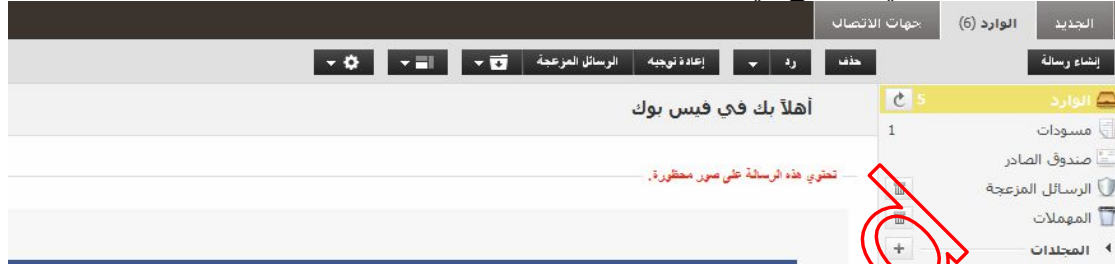 الجديد الوارد (6) جهات الاتصال
إنشاء رسالة حذف رد إعادة توجيه الرسائل المزعجة
الوارد 5
أهلاً بك في فيس بوك
مسودات 1
صندوق الصادر
تحتوي هذه الرسالة على صور محظورة.
الرسائل المزعجة
المهملات
المجلدات